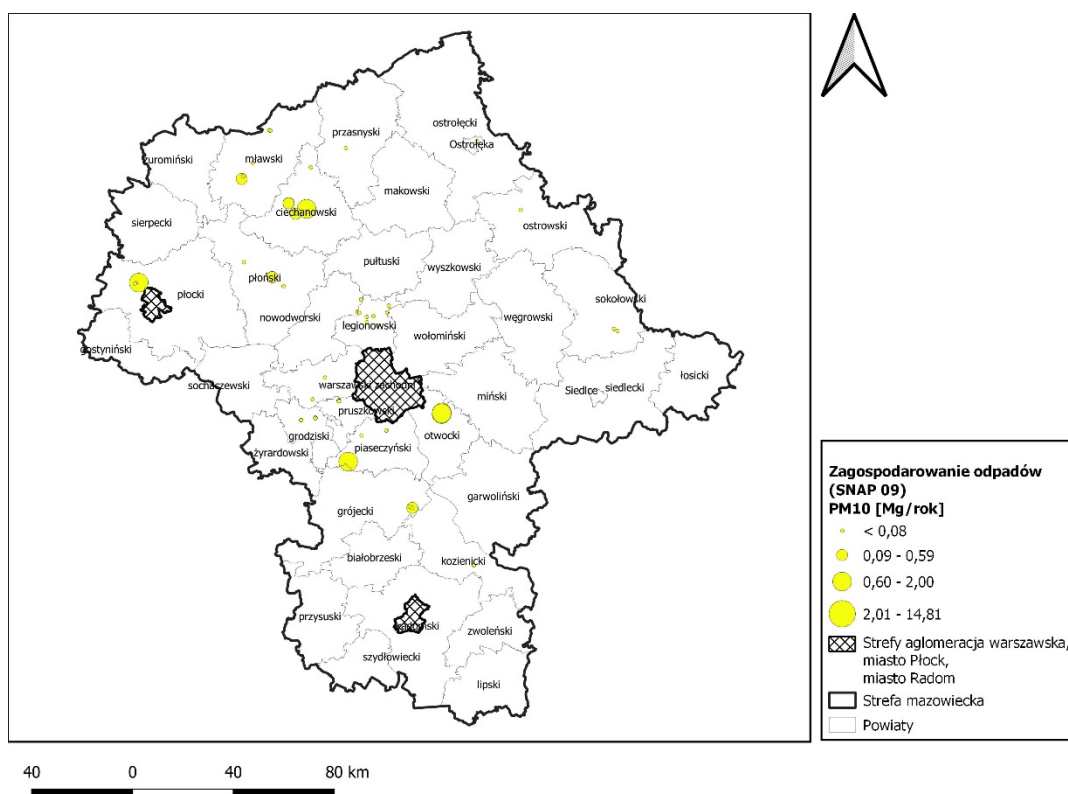 ostrołęcki
Ostrołęka
przasnyski
żuromiński
mławski
makowski
ciechanowski
sierpecki
ostrowski
pułtuski
wyszkowski
płoński
płocki
sokołowski
nowodworski
legionowski
węgrowski
wołomiński
gostyniński
sochaczewski
warszawski zachodni
łosicki
Siedlce
siedlecki
miński
pruszkowski
grodziski
otwocki
piaseczyński
żyrardowski
garwoliński
grójecki
białobrzeski
kozienicki
przysuski
radomski
zwoleński
szydłowiecki
lipski
Zagospodarowanie odpadów
(SNAP 09)
PM10 [Mg/rok]
< 0,08
0,09 - 0,59
0,60 - 2,00
2,01 - 14,81
Strefy aglomeracja warszawska,
miasto Płock,
miasto Radom
Strefa mazowiecka
Powiaty
40 0 40 80 km